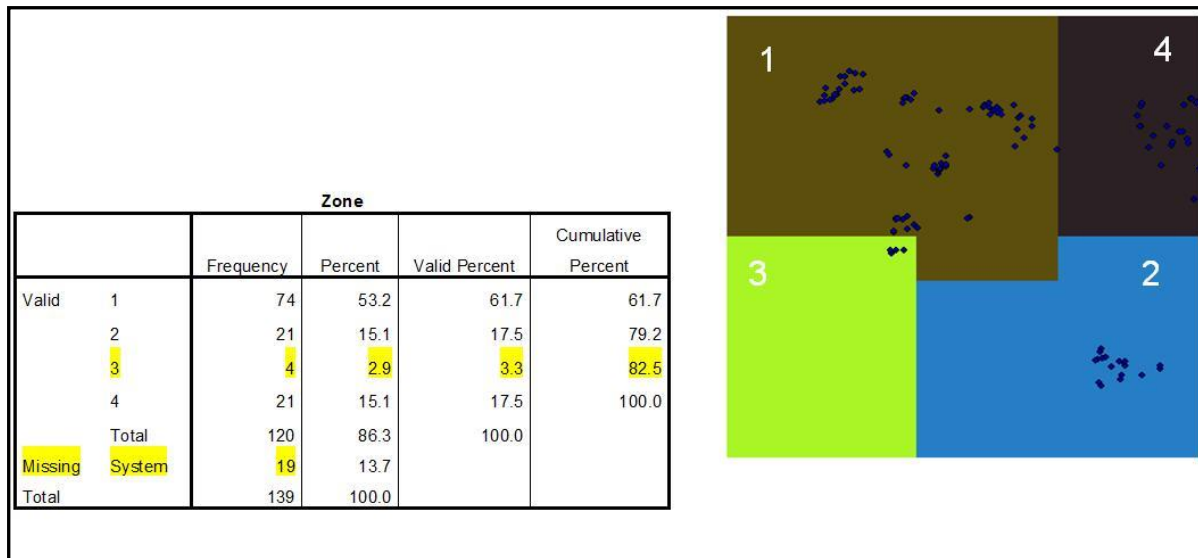 Zone
Frequency Percent Valid Percent Cumulative Percent
Valid 1 74 53.2 61.7 61.7
2 21 15.1 17.5 79.2
3 4 2.9 3.3 82.5
4 21 15.1 17.5 100.0
Total 120 86.3 100.0
Missing System 19 13.7
Total 139 100.0
1
4
3
2